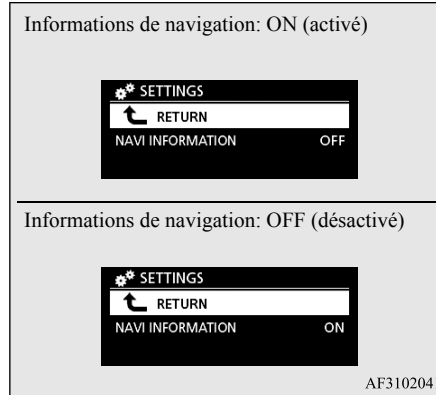 Informations de navigation: ON (activé)
SETTINGS
RETURN
NAVI INFORMATION OFF
Informations de navigation: OFF (désactivé)
SETTINGS
RETURN
NAVI INFORMATION ON
AF310204